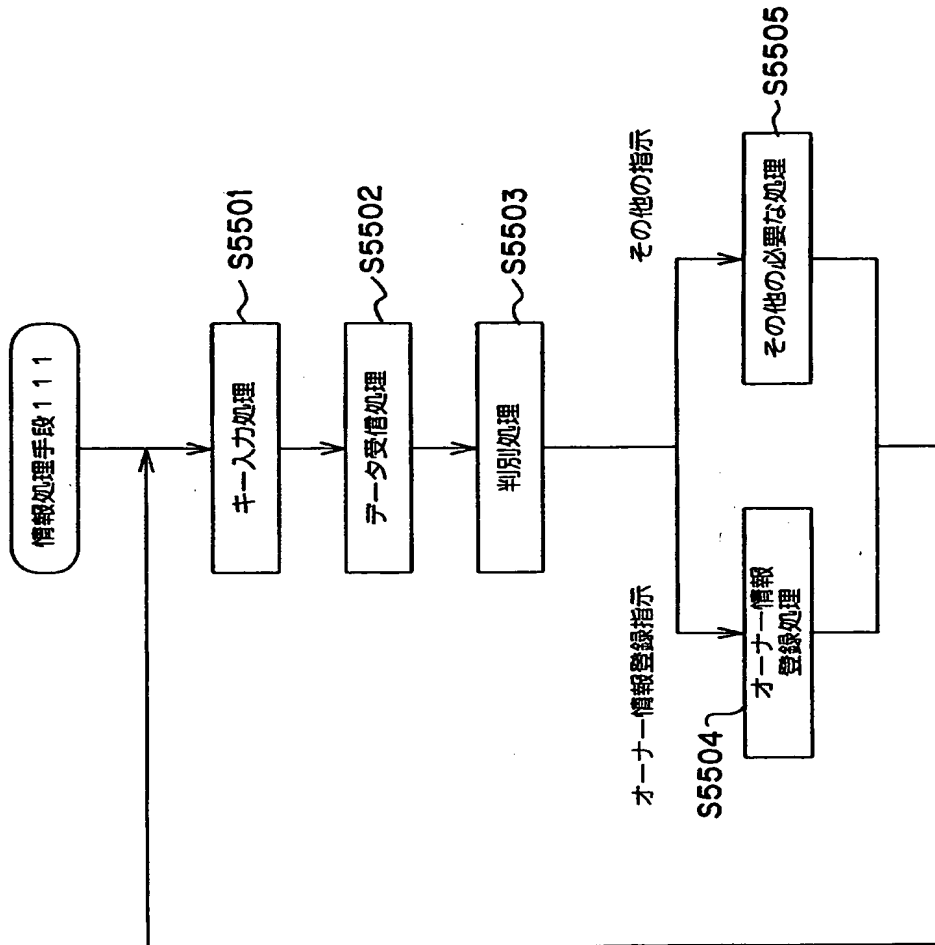 情報処理手段111
キー入力処理
S5501
データ受信処理
S5502
判別処理
S5503
オーナー情報登録指示
その他の指示
S5504
オーナー情報
登録処理
その他の必要な処理
S5505